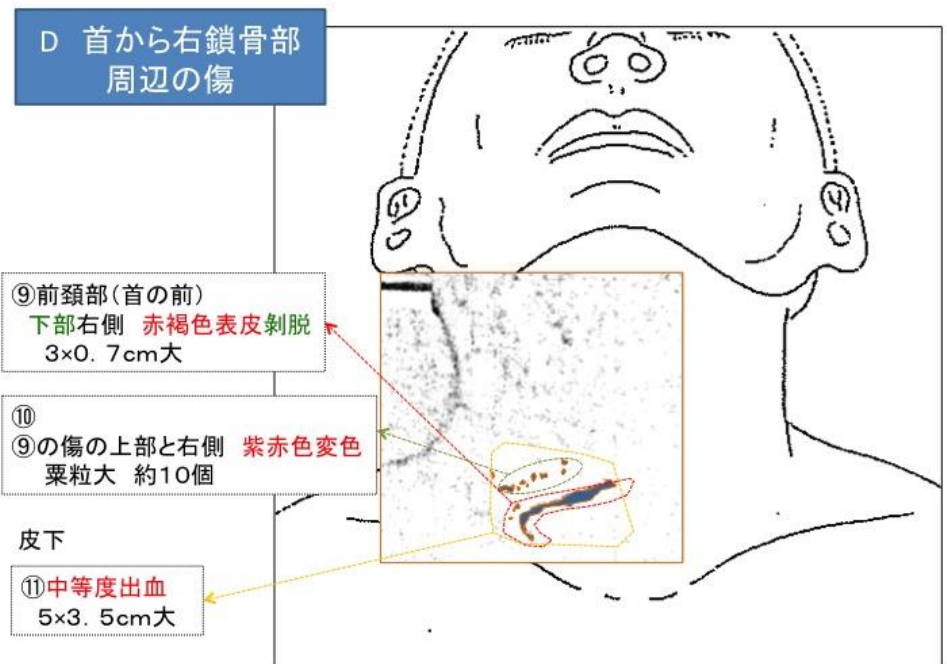 D 首から右鎖骨部
周辺の傷
⑨前頚部(首の前)
下部右側 赤褐色表皮剝脱
3×0.7cm大
⑩
⑨の傷の上部と右側 紫赤色変色
粟粒大 約10個
皮下
⑪中等度出血
5×3.5cm大